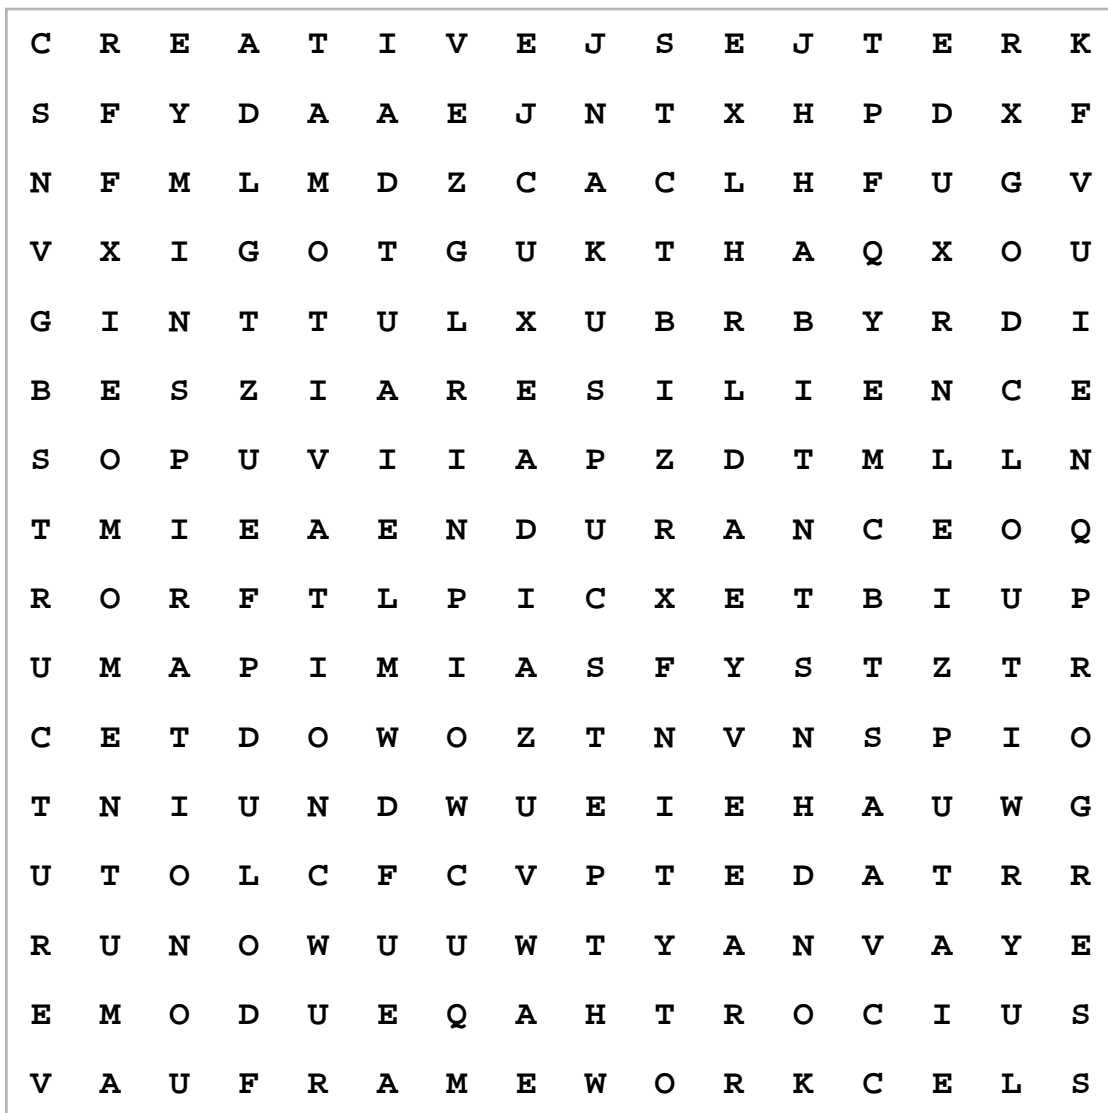 C R E A T I V E J S E J T E R K
S F Y D A A E J N T X H P D X F
N F M L M D Z C A C L H F U G V
V X I G O T G U K T H A Q X O U
G I N T T U L X U B R B Y R D I
B E S Z I A R E S I L I E N C E
S O P U V I I A P Z D T M L L N
T M I E A E N D U R A N C E O Q
R O R F T L P I C X E T B I U P
U M A P I M I A S F Y S T Z T R
C E T D O W O Z T N V N S P I O
T N I U N D W U E I E H A U W G
U T O L C F C V P T E D A T R R
R U N O W U U W T Y A N V A Y E
E M O D U E Q A H T R O C I U S
V A U F R A M E W O R K C E L S